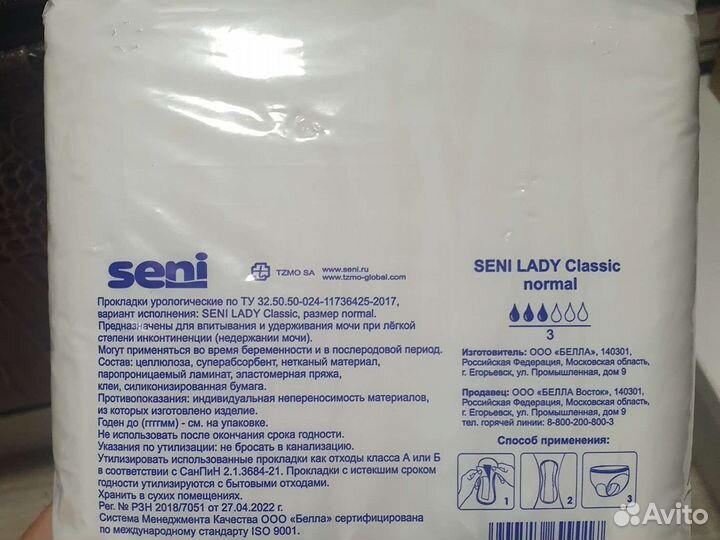 seni
TZMO SA
www.seni.ru
www.tzmo-global.com
Прокладки урологические по ТУ 32.50.50-024-11736425-2017,
вариант исполнения: SENI LADY Classic, размер normal.
Предназначены для впитывания и удерживания мочи при лёгкой
степени инконтиненции (недержании мочи).
Могут применяться во время беременности и в послеродовой период.
Состав: целлюлоза, суперабсорбент, нетканый материал,
паропроницаемый ламинат, эластомерная пряжа,
клеи, силиконизированная бумага.
Противопоказания: индивидуальная непереносимость материалов,
из которых изготовлено изделие.
Годен до (ггггмм) - см. на упаковке.
Не использовать после окончания срока годности.
Указания по утилизации: не бросать в канализацию.
Утилизировать использованные прокладки как отходы класса А или Б
в соответствии с СанПиН 2.1.3684-21. Прокладки с истекшим сроком
годности утилизируются с бытовыми отходами.
Хранить в сухих помещениях.
Рег. № РЗН 2018/7051 от 27.04.2022 г.
Система Менеджмента Качества ООО «Белла» сертифицирована
по международному стандарту ISO 9001.
SENI LADY Classic
normal
3
Изготовитель: ООО «БЕЛЛА», 140301,
Российская Федерация, Московская область,
г. Егорьевск, ул. Промышленная, дом 9
Продавец: ООО «БЕЛЛА Восток», 140301,
Российская Федерация, Московская область,
г. Егорьевск, ул. Промышленная, дом 9
тел. горячей линии: 8-800-200-800-3
Способ применения:
1
2
3
Avito